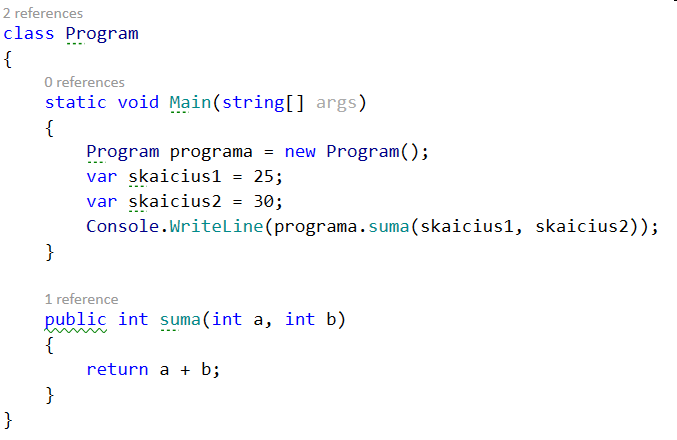 2 references
class Program
{
0 references
static void Main(string[] args)
{
Program programa = new Program();
var skaicius1 = 25;
var skaicius2 = 30;
Console.WriteLine(programa.suma(skaicius1, skaicius2));
}
1 reference
public int suma(int a, int b)
{
return a + b;
}
}